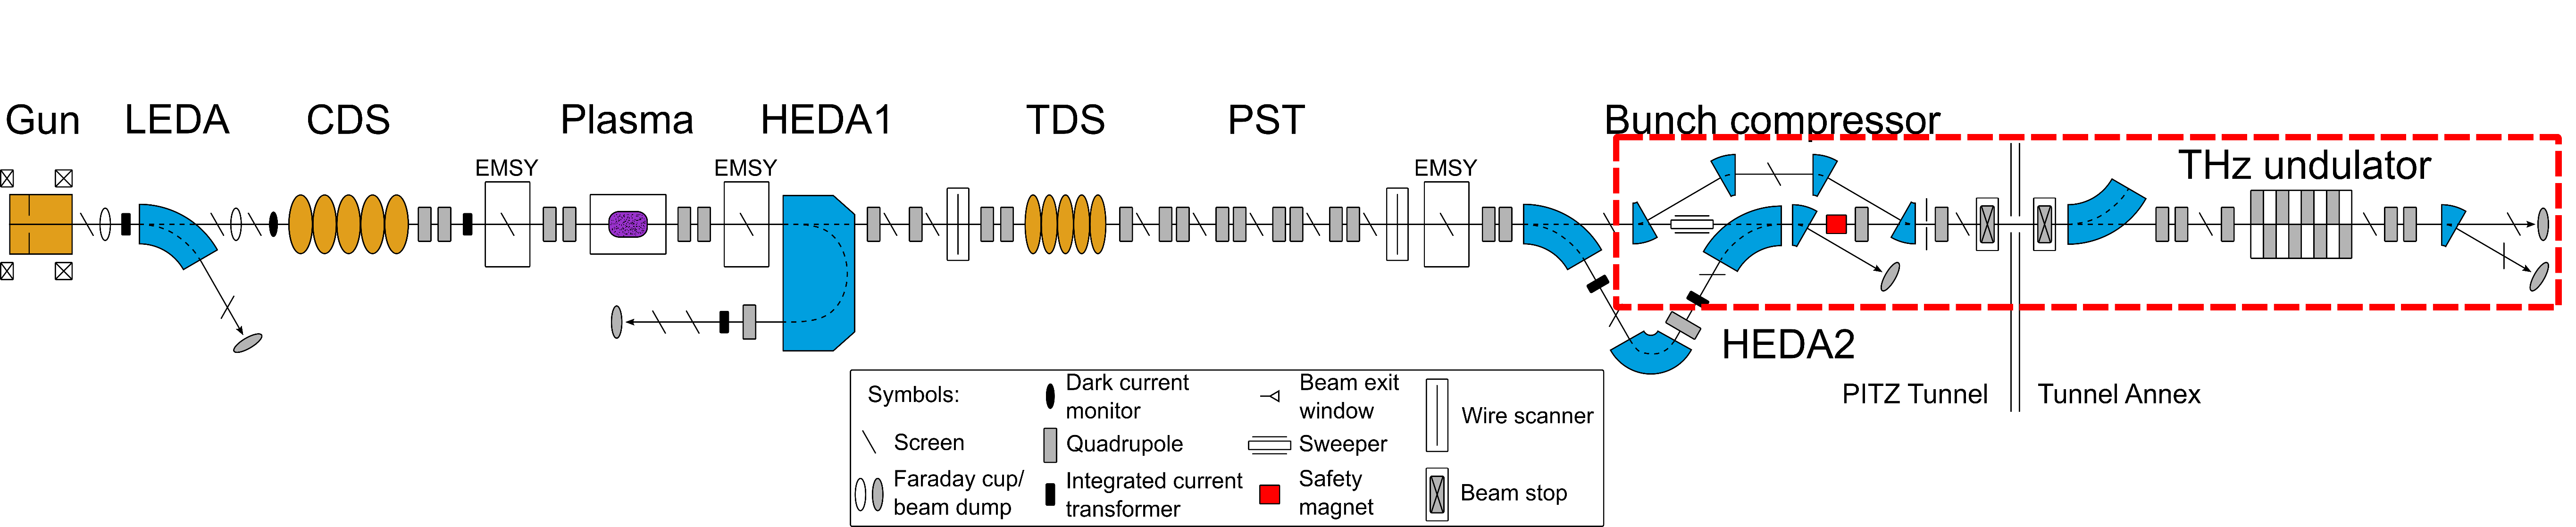 Gun
LEDA
CDS
Plasma
HEDA1
TDS
PST
Bunch compressor
THz undulator
EMSY
EMSY
EMSY
HEDA2
PITZ Tunnel
Tunnel Annex
Symbols:
Screen
Faraday cup/
beam dump
Dark current
monitor
Quadrupole
Integrated current
transformer
Beam exit
window
Sweeper
Safety
magnet
Wire scanner
Beam stop